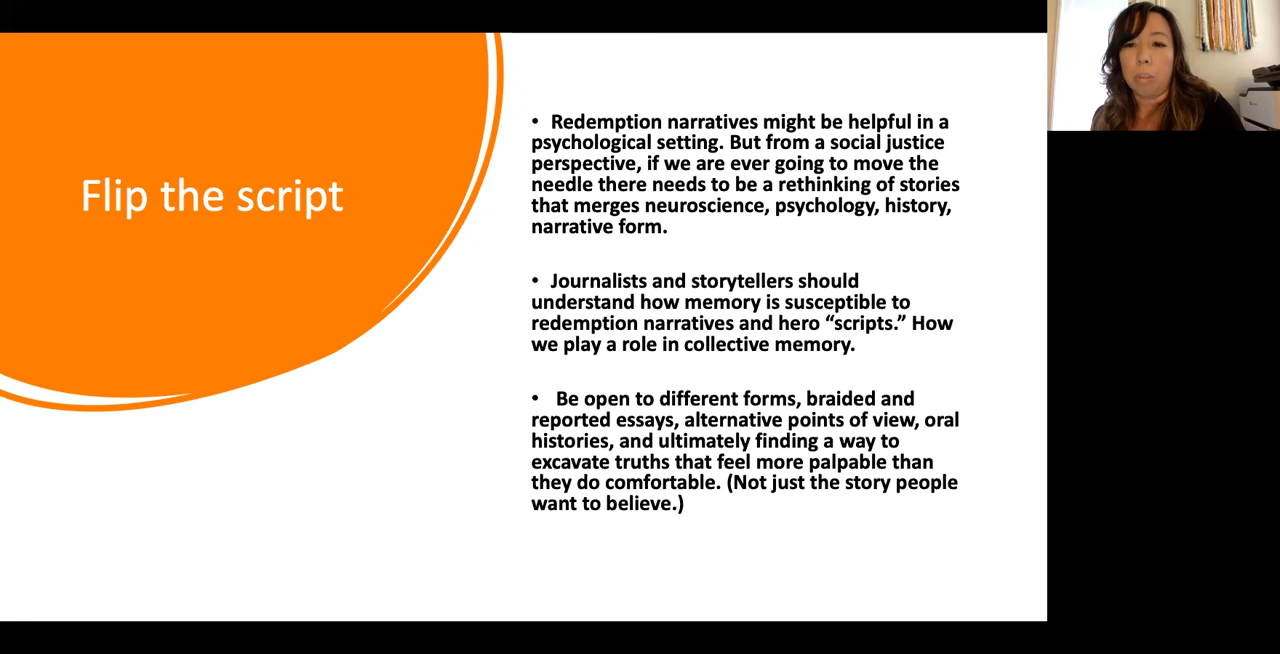 Flip the script
• Redemption narratives might be helpful in a
psychological setting. But from a social justice
perspective, if we are ever going to move the
needle there needs to be a rethinking of stories
that merges neuroscience, psychology, history,
narrative form.
• Journalists and storytellers should
understand how memory is susceptible to
redemption narratives and hero “scripts.” How
we play a role in collective memory.
• Be open to different forms, braided and
reported essays, alternative points of view, oral
histories, and ultimately finding a way to
excavate truths that feel more palpable than
they do comfortable. (Not just the story people
want to believe.)